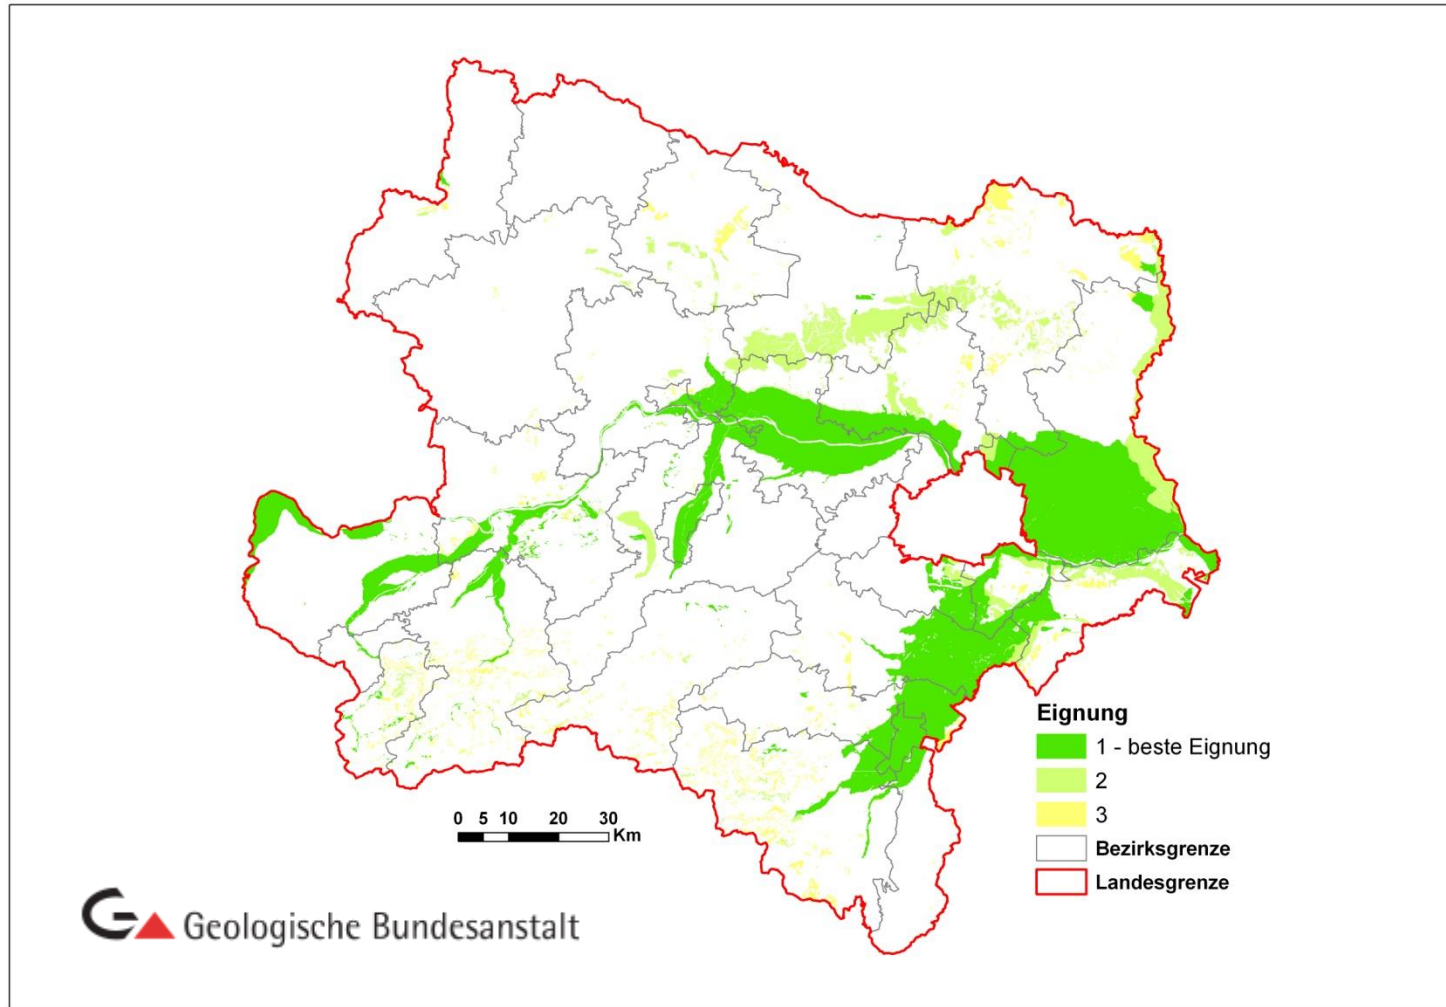 Eignung
1 - beste Eignung
2
3
Bezirksgrenze
Landesgrenze
0 5 10 20 30
Km
Geologische Bundesanstalt